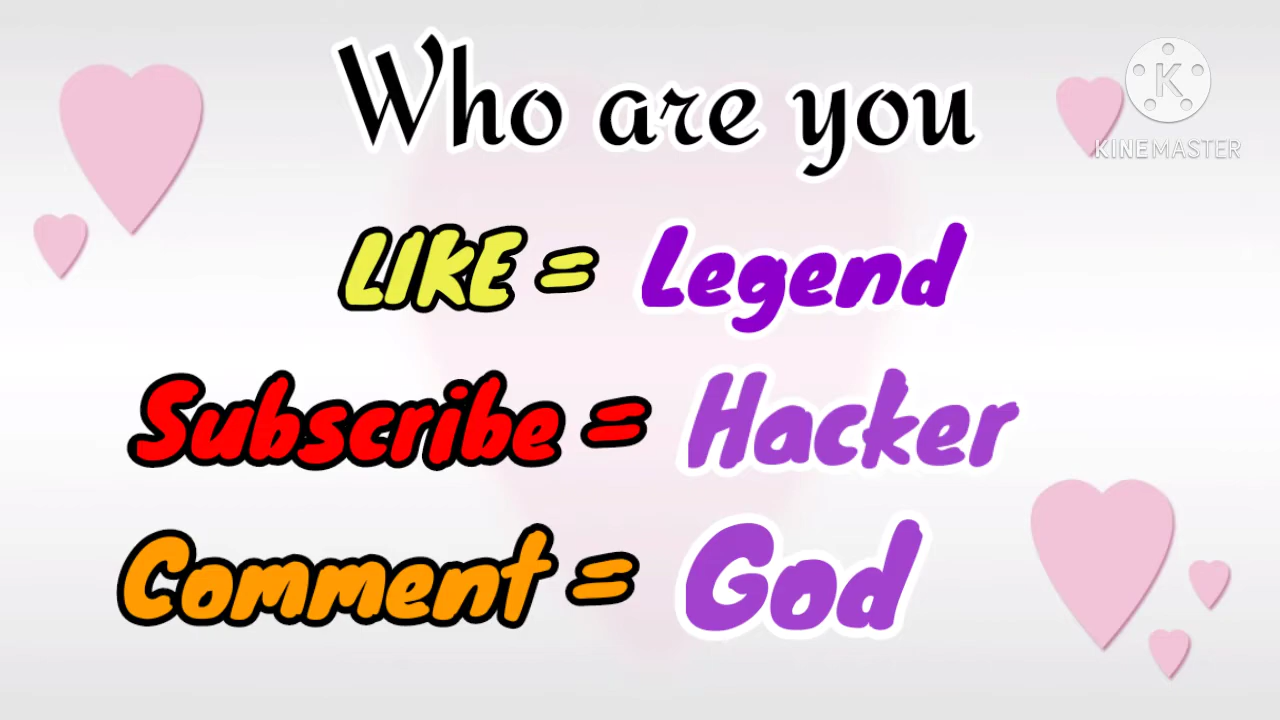 Who are you
K
KINEMASTER
LIKE = Legend
Subscribe = Hacker
Comment = God